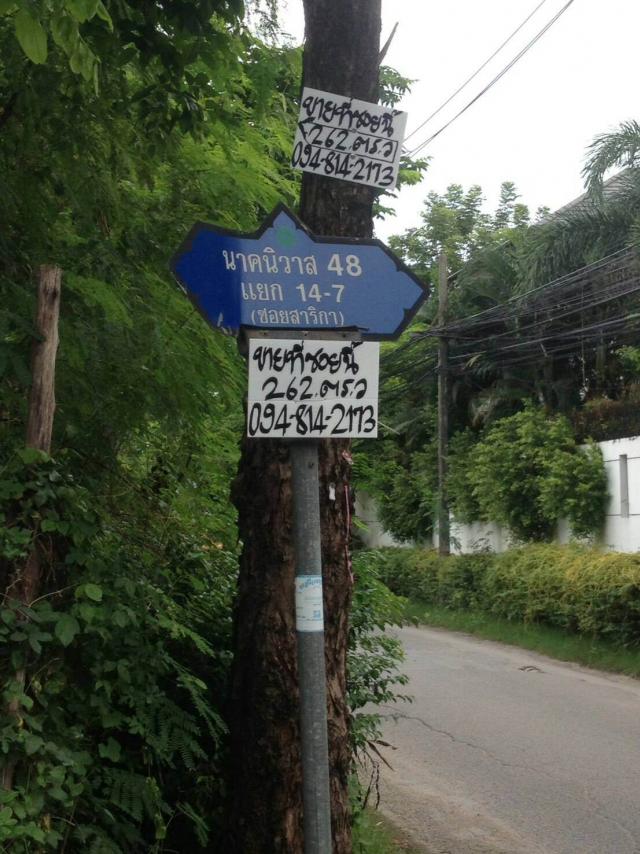 ขายที่ซอยนี้
262.ตร.ว
094-814-2173
นาคนิวาส 48
แยก 14-7
(ซอยสาริกา)
ขายที่ซอยนี้
262.ตร.ว
094-814-2173